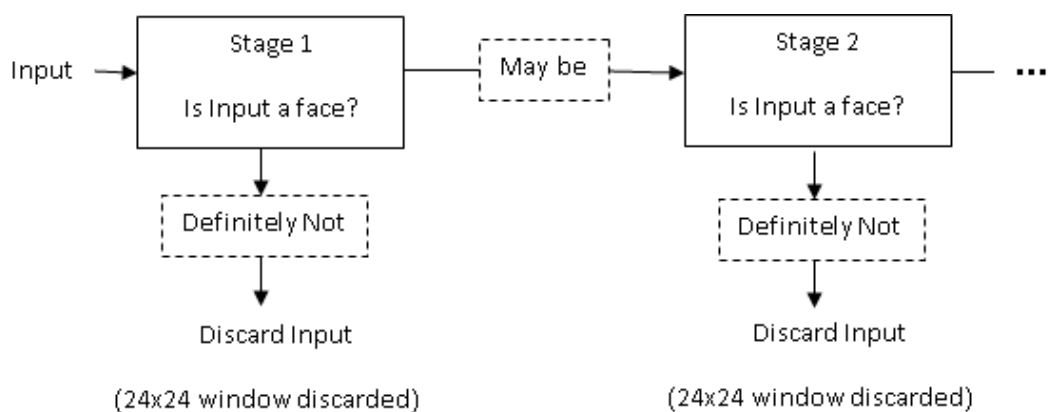 Input
Stage 1
Is Input a face?
May be
Stage 2
Is Input a face?
...
Definitely Not
Definitely Not
Discard Input
Discard Input
(24x24 window discarded)
(24x24 window discarded)